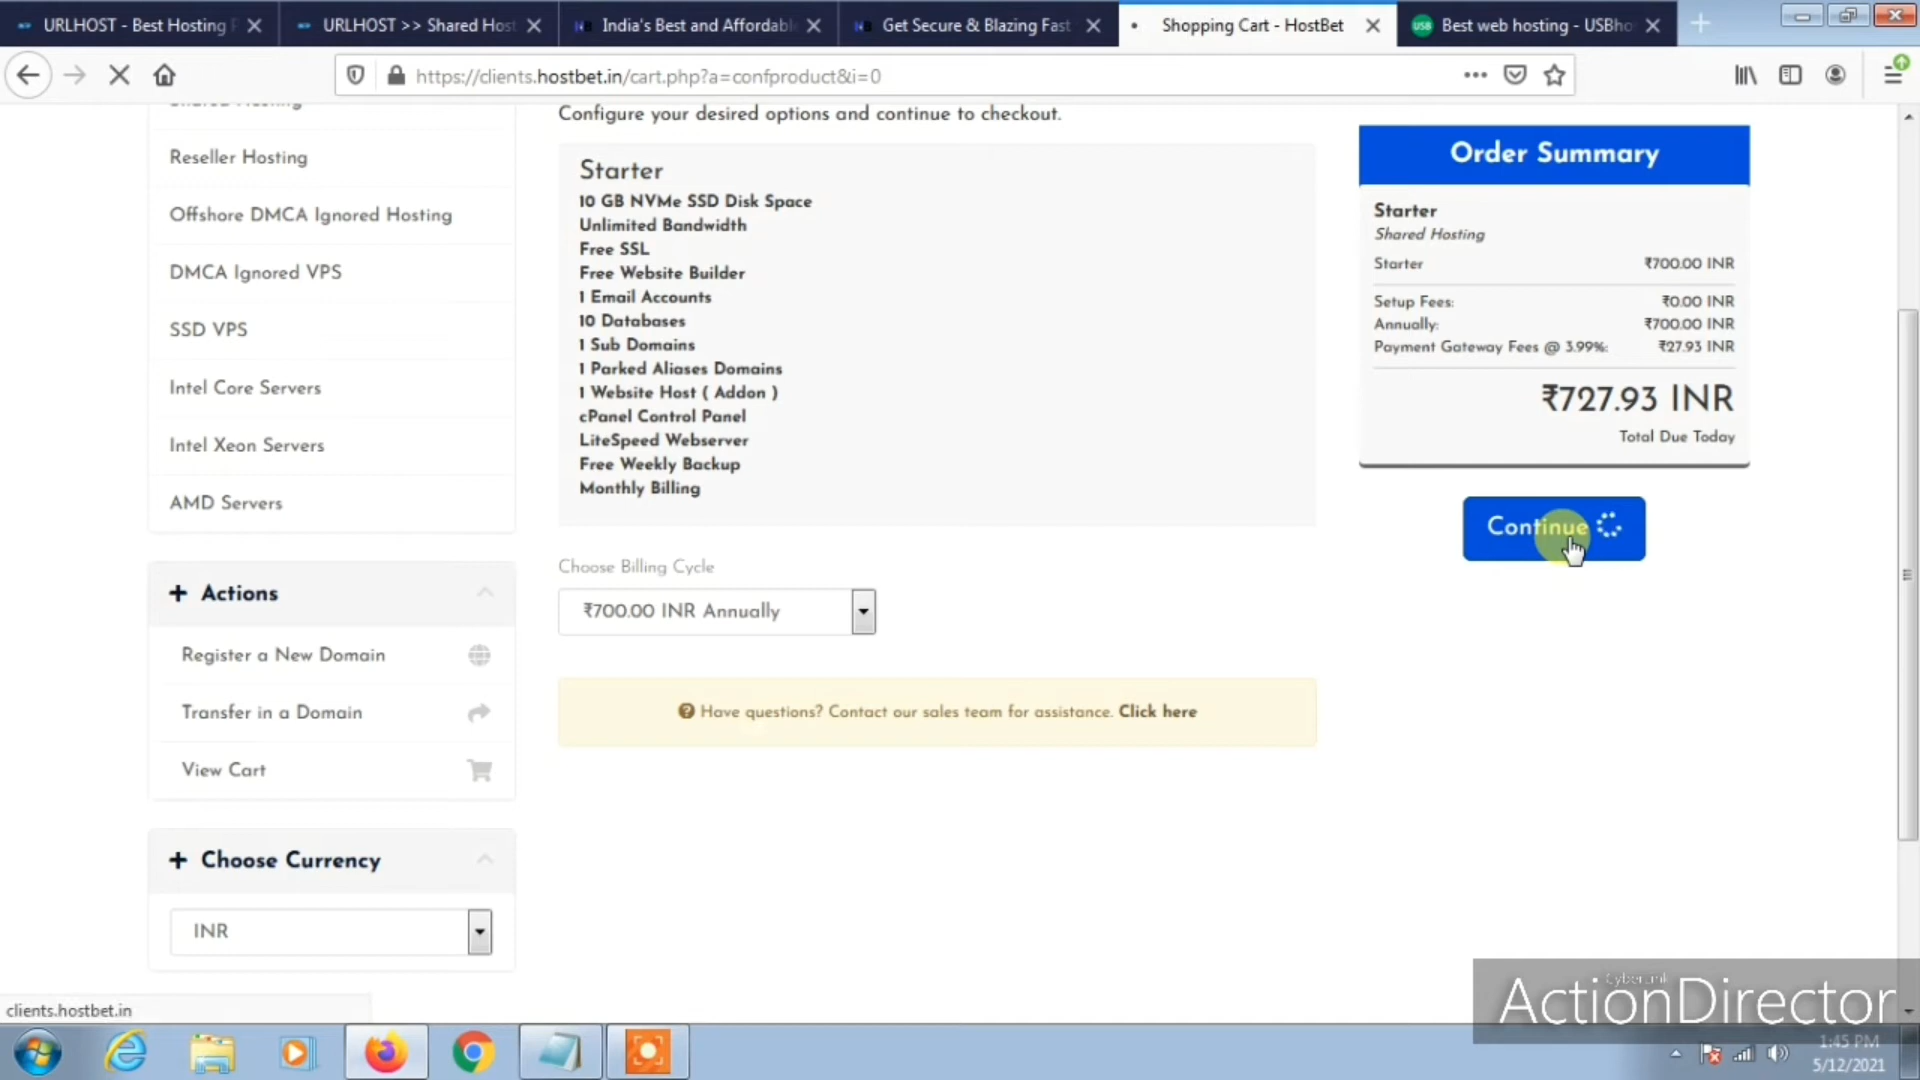 URLHOST - Best Hosting P
URLHOST >> Shared Host
India's Best and Affordable
Get Secure & Blazing Fast
Shopping Cart - HostBet
USB
Best web hosting - USBho
https://clients.hostbet.in/cart.php?a=confproduct&i=0
Shared Hosting
Reseller Hosting
Offshore DMCA Ignored Hosting
DMCA Ignored VPS
SSD VPS
Intel Core Servers
Intel Xeon Servers
AMD Servers
Actions
Register a New Domain
Transfer in a Domain
View Cart
Choose Currency
INR
Configure your desired options and continue to checkout.
Starter
10 GB NVMe SSD Disk Space
Unlimited Bandwidth
Free SSL
Free Website Builder
1 Email Accounts
10 Databases
1 Sub Domains
1 Parked Aliases Domains
1 Website Host ( Addon )
cPanel Control Panel
LiteSpeed Webserver
Free Weekly Backup
Monthly Billing
Choose Billing Cycle
₹700.00 INR Annually
Have questions? Contact our sales team for assistance. Click here
Order Summary
Starter
Shared Hosting
Starter ₹700.00 INR
Setup Fees: ₹0.00 INR
Annually: ₹700.00 INR
Payment Gateway Fees @ 3.99%: ₹27.93 INR
₹727.93 INR
Total Due Today
Continue
clients.hostbet.in
CyberLink
ActionDirector
1:45 PM
5/12/2021